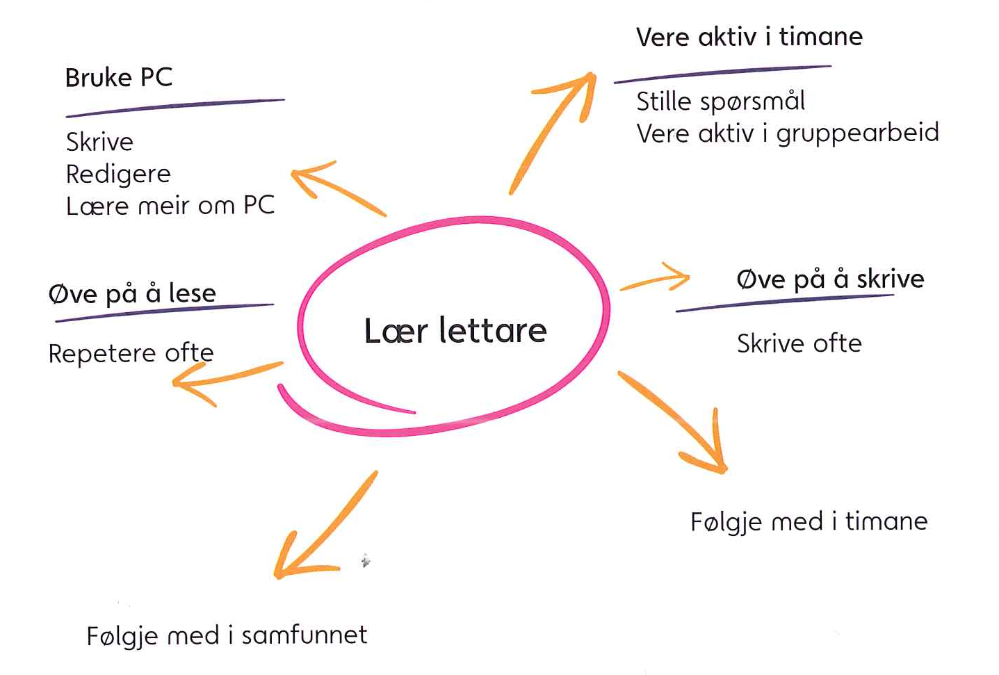 Vere aktiv i timane
Stille spørsmål
Vere aktiv i gruppearbeid
Bruke PC
Skrive
Redigere
Lære meir om PC
Øve på å lese
Repetere ofte
Lær lettare
Øve på å skrive
Skrive ofte
Følgje med i timane
Følgje med i samfunnet